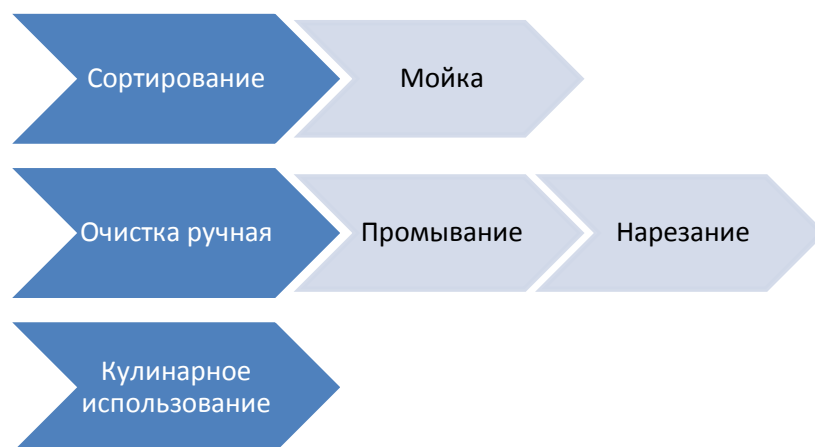 Сортирование
Мойка
Очистка ручная
Промывание
Нарезание
Кулинарное
использование